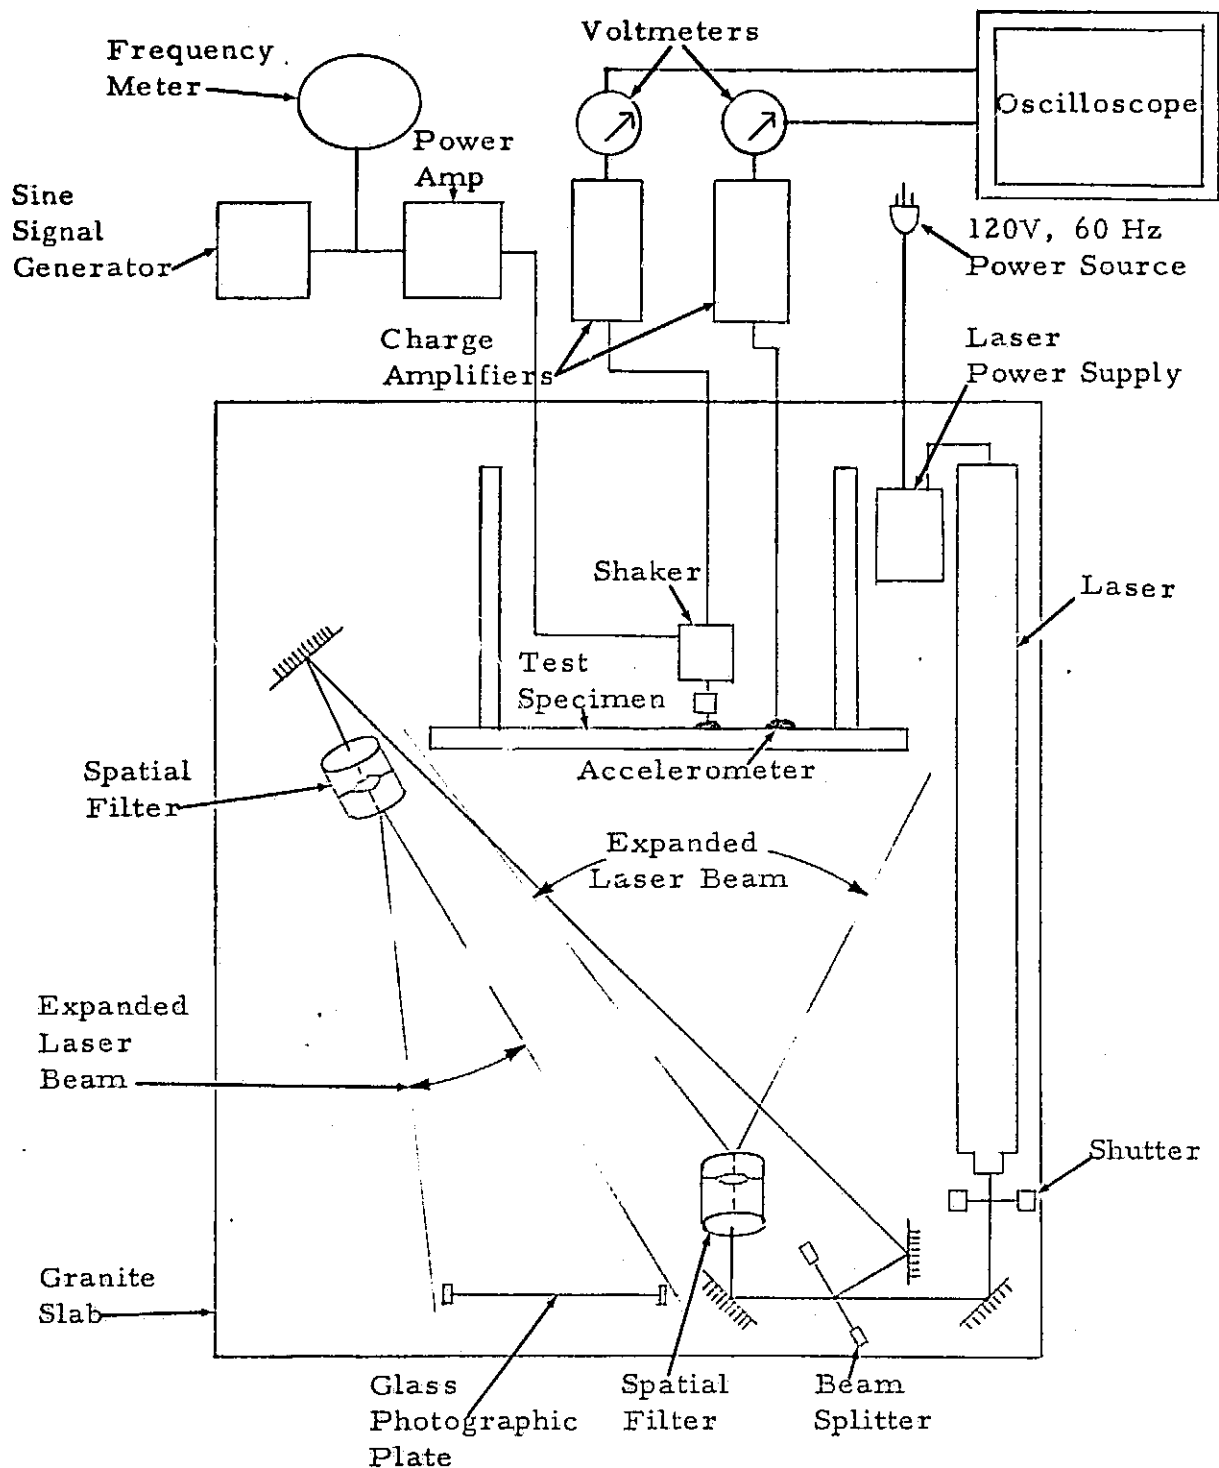 Voltmeters
Frequency
Meter
Oscilloscope
Power
Amp
Sine
Signal
Generator
120V, 60 Hz
Power Source
Charge
Amplifiers
Laser
Power Supply
Shaker
Laser
Test
Specimen
Accelerometer
Spatial
Filter
Expanded
Laser Beam
Expanded
Laser
Beam
Shutter
Granite
Slab
Glass
Photographic
Plate
Spatial
Filter
Beam
Splitter